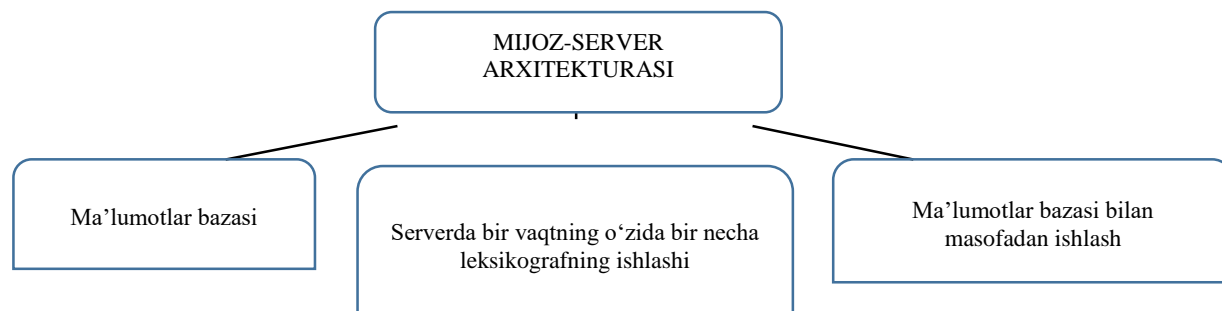 MIJOZ-SERVER
ARXITEKTURASI
Ma’lumotlar bazasi
Serverda bir vaqtning o‘zida bir necha
leksikografning ishlashi
Ma’lumotlar bazasi bilan
masofadan ishlash